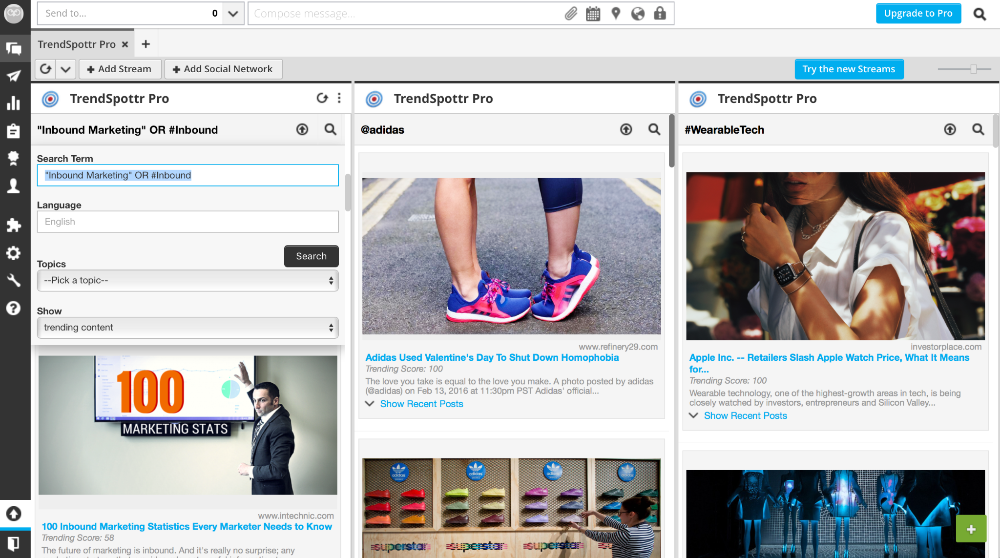 Send to...
0
Compose message...
Upgrade to Pro
TrendSpottr Pro
Add Stream
Add Social Network
Try the new Streams
TrendSpottr Pro
"Inbound Marketing" OR #Inbound
Search Term
"Inbound Marketing" OR #Inbound
Language
English
Search
Topics
--Pick a topic--
Show
trending content
100
MARKETING STATS
www.intechnic.com
100 Inbound Marketing Statistics Every Marketer Needs to Know
Trending Score: 58
The future of marketing is inbound. And it's really no surprise; any
TrendSpottr Pro
@adidas
www.refinery29.com
Adidas Used Valentine's Day To Shut Down Homophobia
Trending Score: 100
The love you take is equal to the love you make. A photo posted by adidas
(@adidas) on Feb 13, 2016 at 11:30pm PST Adidas' official...
Show Recent Posts
adidas adidas adidas adidas
superstar superstar superstar
TrendSpottr Pro
#WearableTech
investorplace.com
Apple Inc. -- Retailers Slash Apple Watch Price, What It Means
for...
Trending Score: 100
Wearable technology, one of the highest-growth areas in tech, is being
closely watched by investors, entrepreneurs and Silicon Valley...
Show Recent Posts